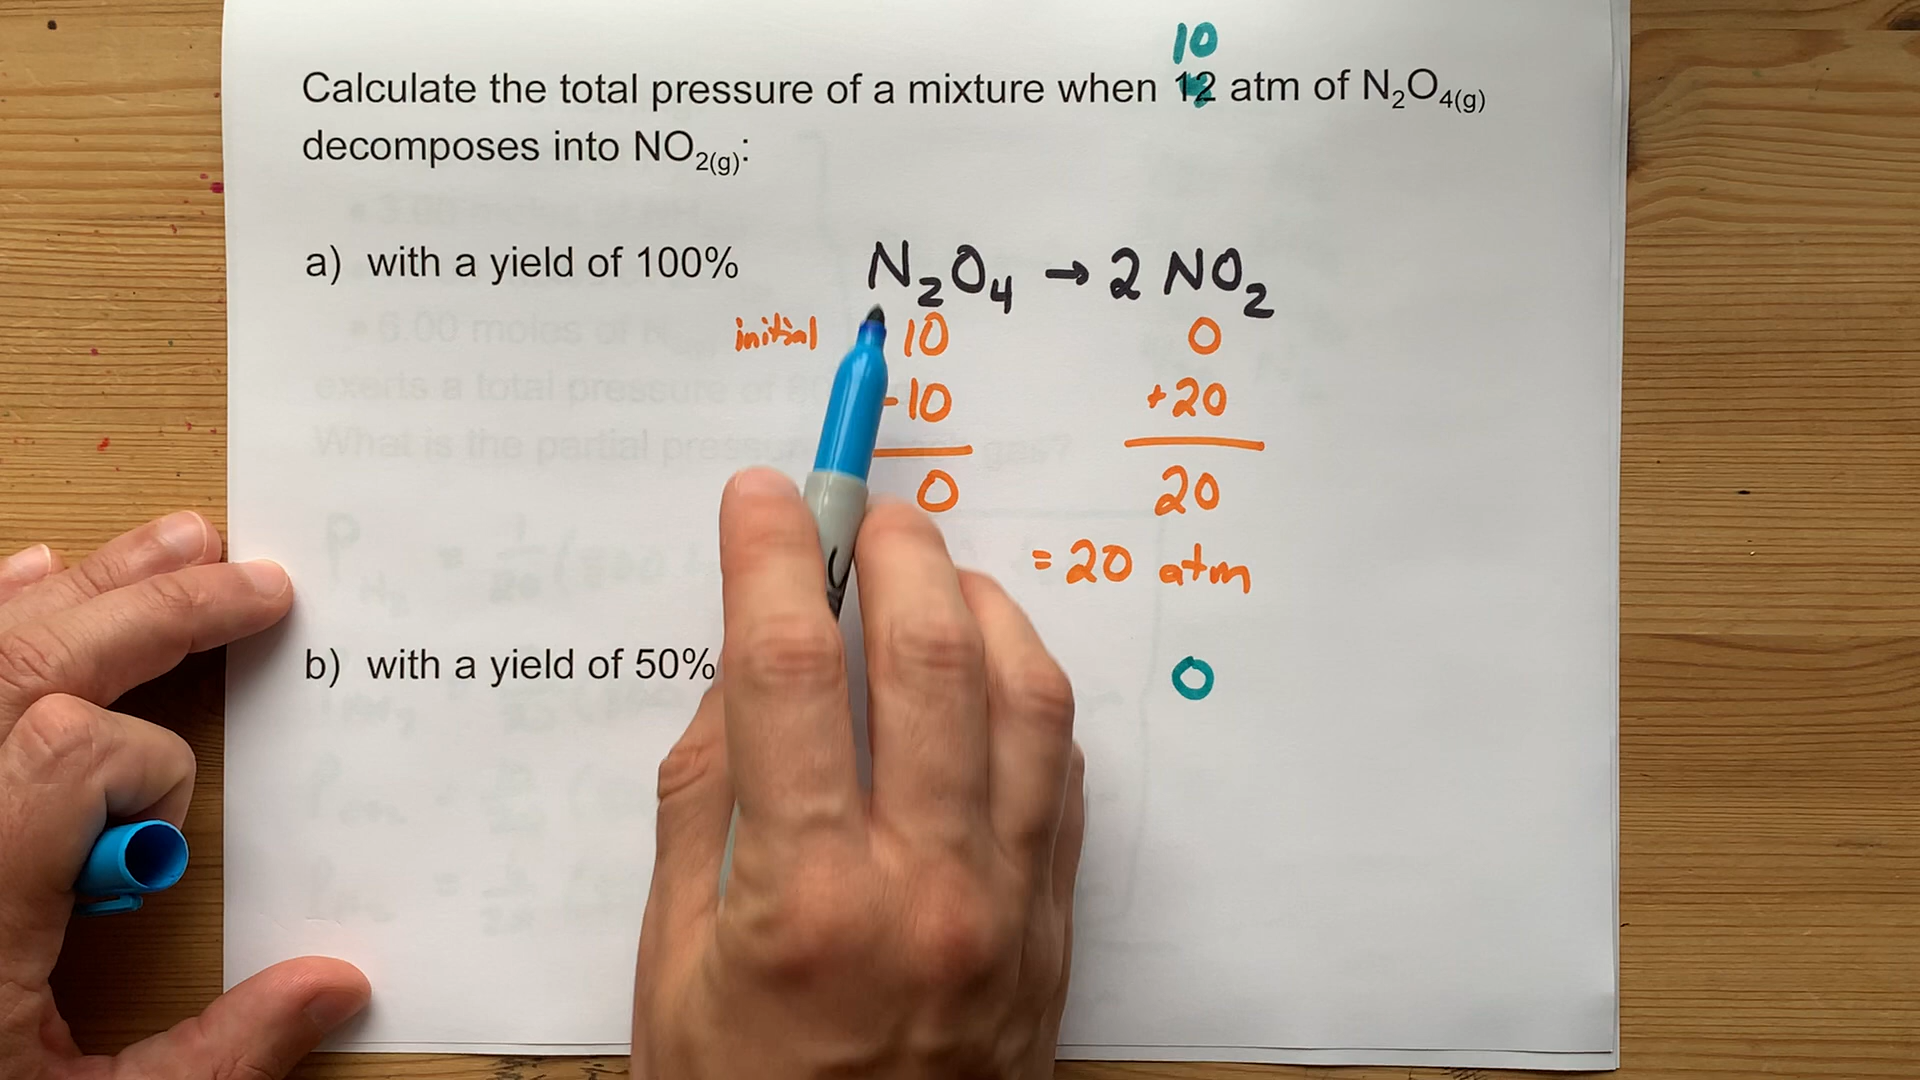 10
Calculate the total pressure of a mixture when 12 atm of N₂O₄(g)
decomposes into NO₂(g):
a) with a yield of 100%
N₂O₄ → 2 NO₂
initial 10 0
-10 +20
0 20
= 20 atm
b) with a yield of 50%
0